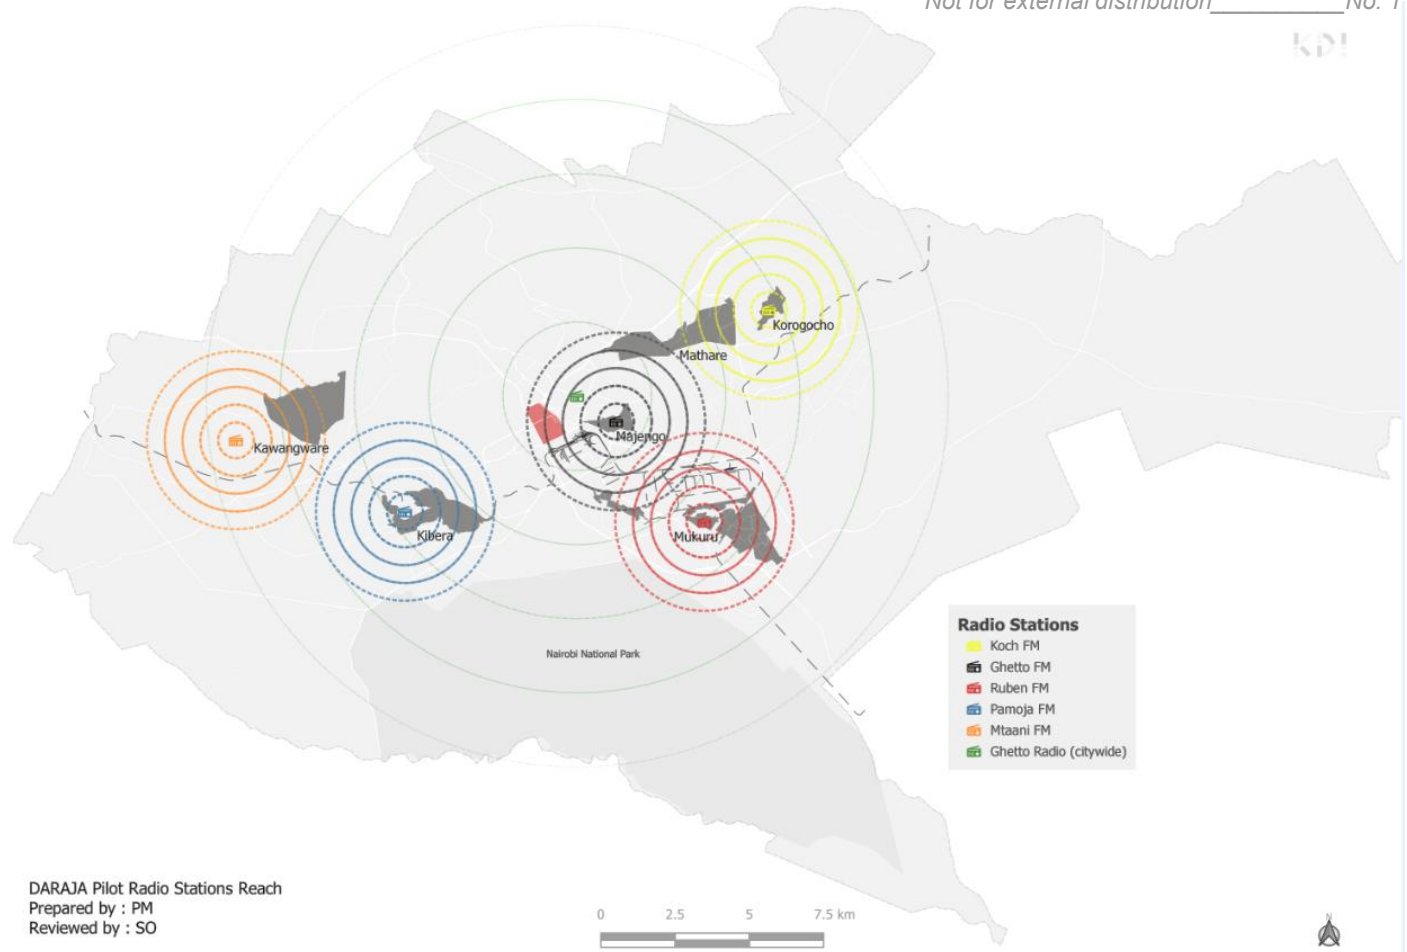 Not for external distribution____________No. 1
KDI
Korogocho
Mathare
Majengo
Kawangware
Kibera
Mukuru
Nairobi National Park
Radio Stations
Koch FM
Ghetto FM
Ruben FM
Pamoja FM
Mtaani FM
Ghetto Radio (citywide)
DARAJA Pilot Radio Stations Reach
Prepared by : PM
Reviewed by : SO
0 2.5 5 7.5 km
N